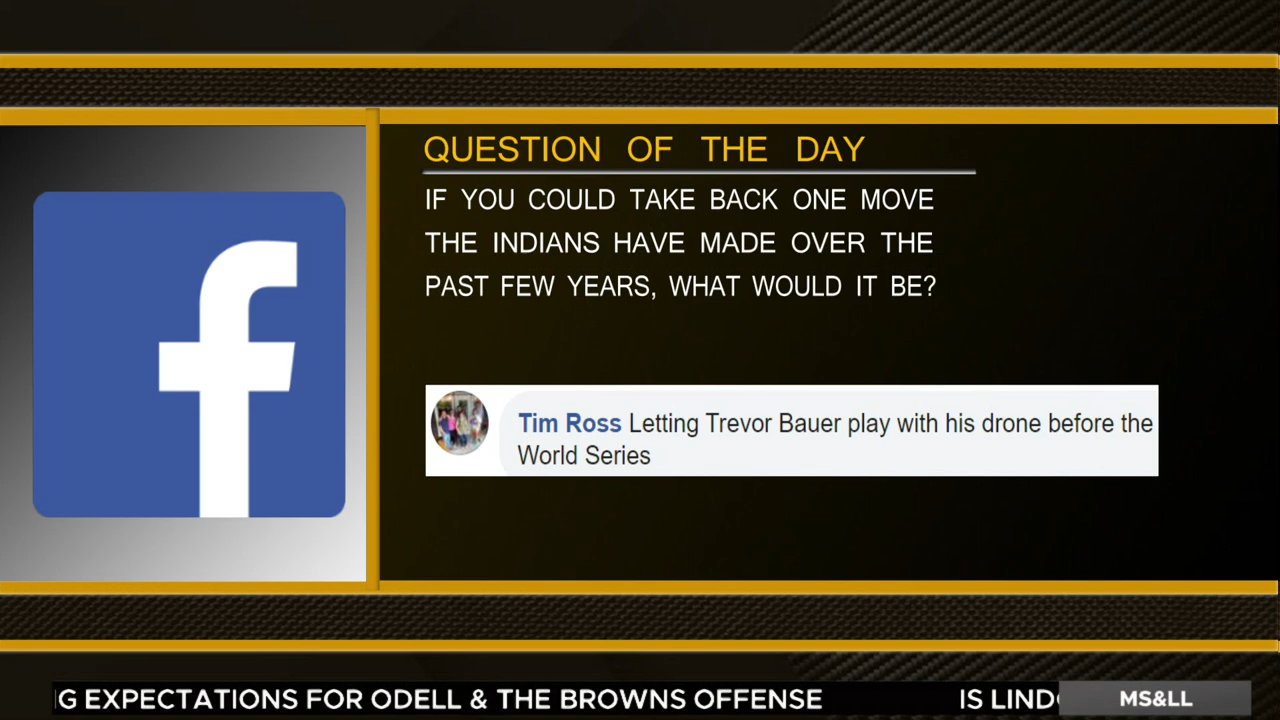 QUESTION OF THE DAY
IF YOU COULD TAKE BACK ONE MOVE
THE INDIANS HAVE MADE OVER THE
PAST FEW YEARS, WHAT WOULD IT BE?
Tim Ross Letting Trevor Bauer play with his drone before the
World Series
G EXPECTATIONS FOR ODELL & THE BROWNS OFFENSE IS LIND
MS&LL